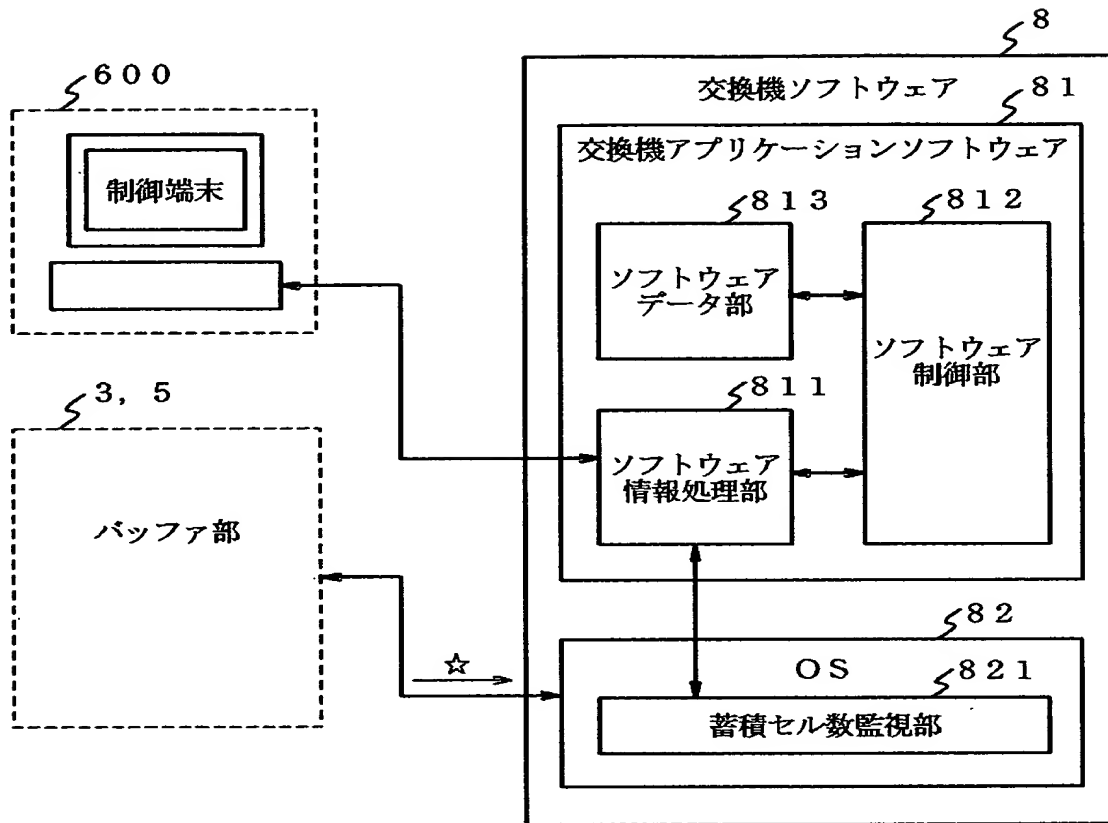 8
600
交換機ソフトウェア
81
交換機アプリケーションソフトウェア
制御端末
813
812
ソフトウェア
データ部
ソフトウェア
制御部
3, 5
811
ソフトウェア
情報処理部
バッファ部
82
☆
OS
821
蓄積セル数監視部